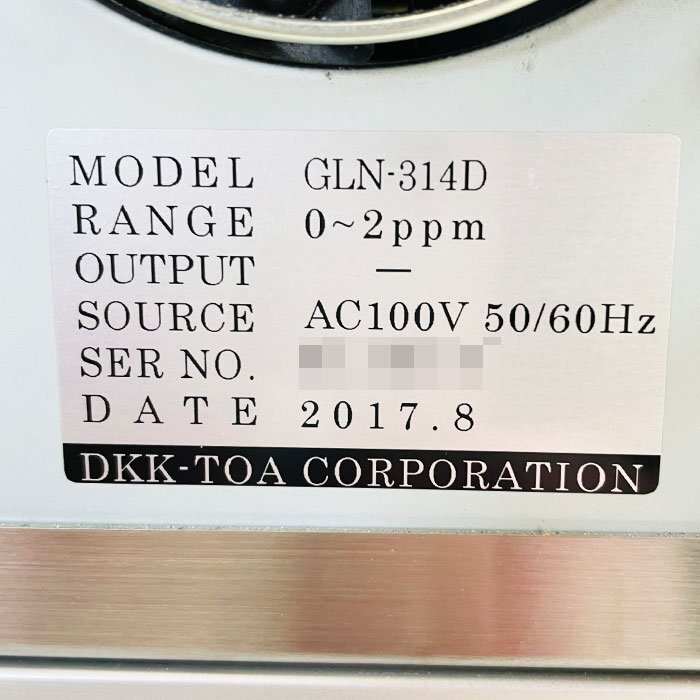 MODEL GLN-314D
RANGE 0~2ppm
OUTPUT —
SOURCE AC100V 50/60Hz
SER NO.
DATE 2017.8
DKK-TOA CORPORATION